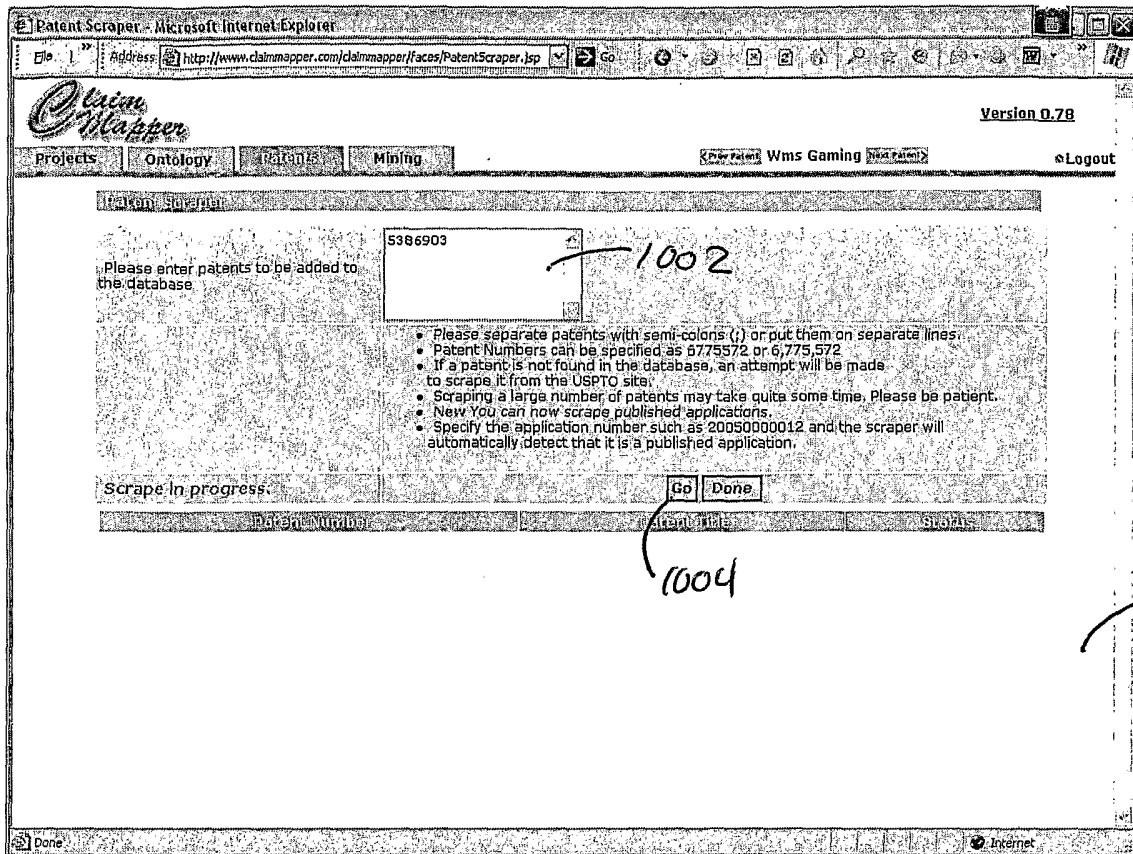 Patent Scraper - Microsoft Internet Explorer
File » Address http://www.claimmapper.com/claimmapper/faces/PatentScraper.jsp Go »
Claim Mapper
Version 0.78
Projects Ontology Patents Mining <Prev Patent Wms Gaming Next Patent> Logout
Patent Scraper
5386903
1002
Please enter patents to be added to
the database
• Please separate patents with semi-colons (;) or put them on separate lines.
• Patent Numbers can be specified as 6775572 or 6,775,572
• If a patent is not found in the database, an attempt will be made
to scrape it from the USPTO site.
• Scraping a large number of patents may take quite some time. Please be patient.
• New You can now scrape published applications.
• Specify the application number such as 20050000012 and the scraper will
automatically detect that it is a published application.
Scrape in progress. Go Done
Patent Number Patent Title Status
1004
Done Internet